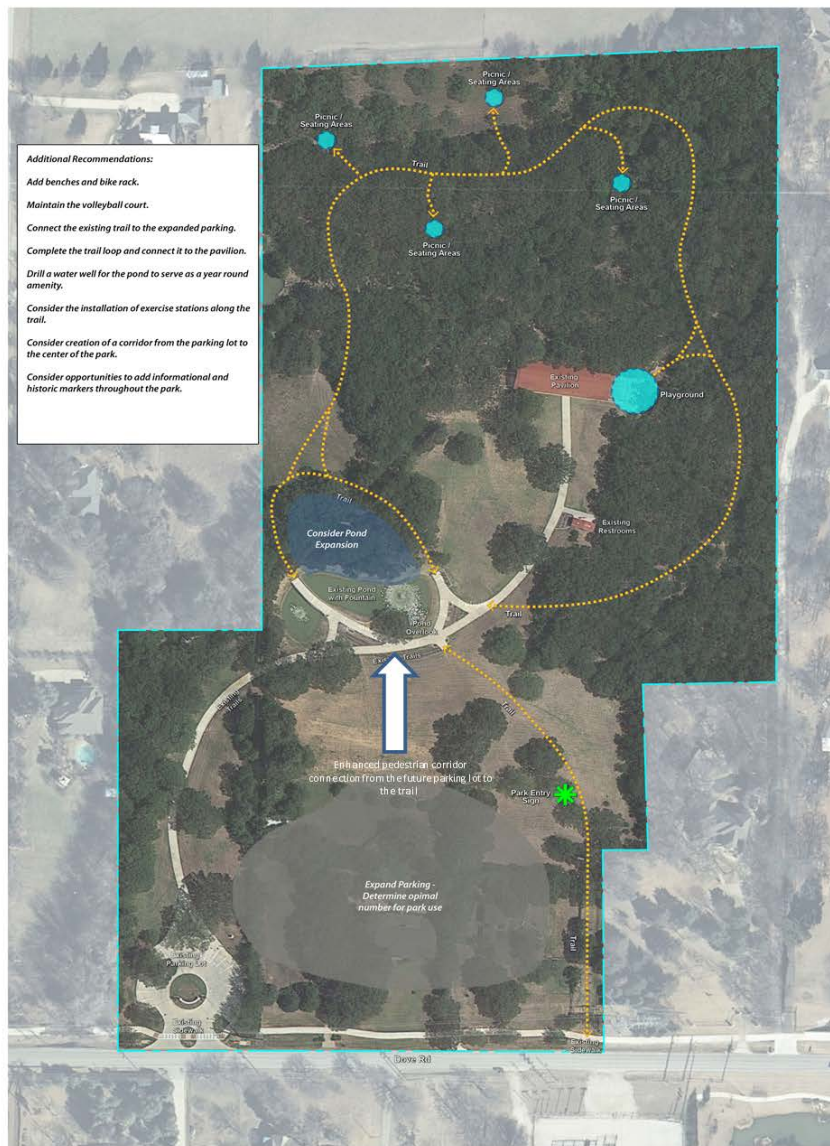 Picnic /
Seating Areas
Picnic /
Seating Areas
Trail
Picnic /
Seating Areas
Picnic /
Seating Areas
Additional Recommendations:
Add benches and bike rack.
Maintain the volleyball court.
Connect the existing trail to the expanded parking.
Complete the trail loop and connect it to the pavilion.
Drill a water well for the pond to serve as a year round
amenity.
Consider the installation of exercise stations along the
trail.
Consider creation of a corridor from the parking lot to
the center of the park.
Consider opportunities to add informational and
historic markers throughout the park.
Existing
Pavilion
Playground
Trail
Consider Pond
Expansion
Existing
Restrooms
Existing Pond
with Fountain
Trail
Pond
Overlook
Existing Trails
Existing
Trails
Trail
Enhanced pedestrian corridor
connection from the future parking lot to
the trail
Park Entry
Sign
Expand Parking -
Determine opimal
number for park use
Trail
Existing
Parking Lot
Existing
Sidewalk
Existing
Sidewalk
Dove Rd